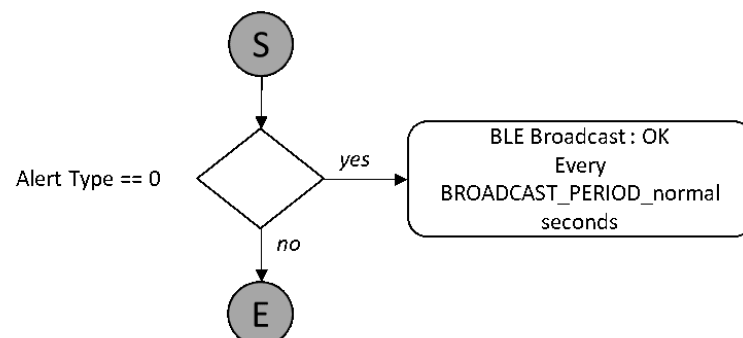 S
Alert Type == 0
yes
BLE Broadcast : OK
Every
BROADCAST_PERIOD_normal
seconds
no
E